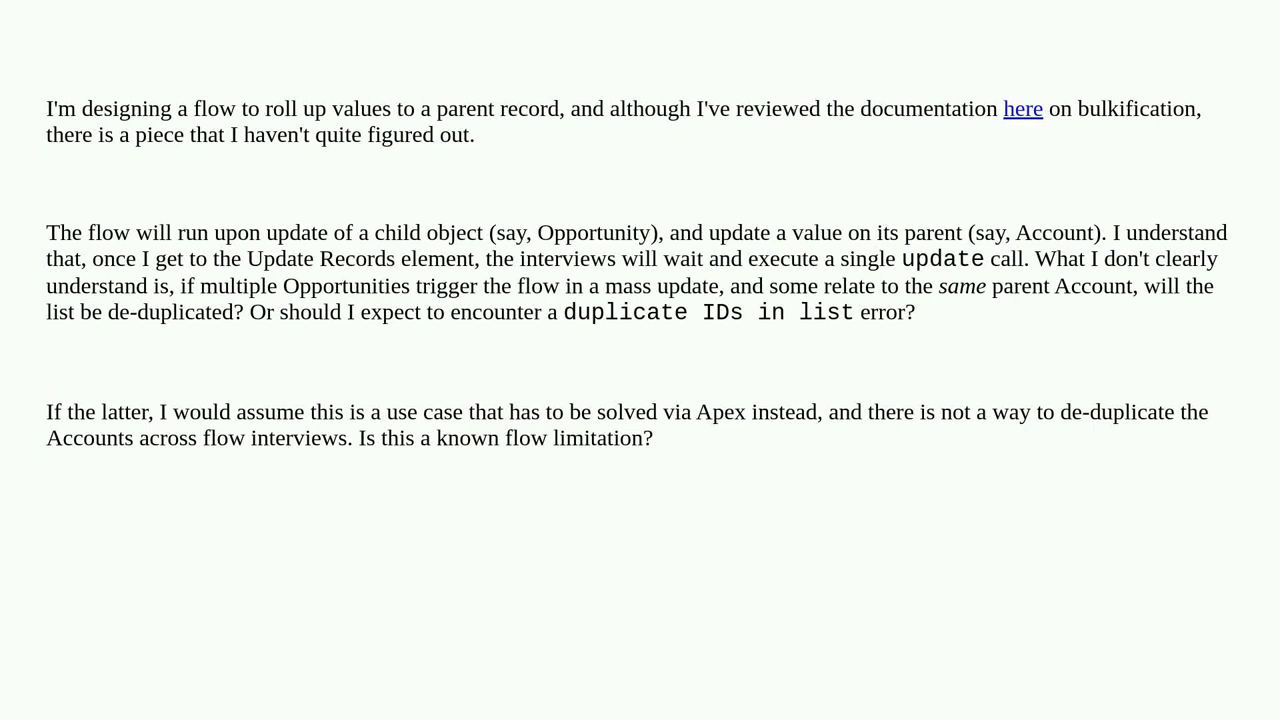 I'm designing a flow to roll up values to a parent record, and although I've reviewed the documentation here on bulkification,
there is a piece that I haven't quite figured out.
The flow will run upon update of a child object (say, Opportunity), and update a value on its parent (say, Account). I understand
that, once I get to the Update Records element, the interviews will wait and execute a single update call. What I don't clearly
understand is, if multiple Opportunities trigger the flow in a mass update, and some relate to the same parent Account, will the
list be de-duplicated? Or should I expect to encounter a duplicate IDs in list error?
If the latter, I would assume this is a use case that has to be solved via Apex instead, and there is not a way to de-duplicate the
Accounts across flow interviews. Is this a known flow limitation?